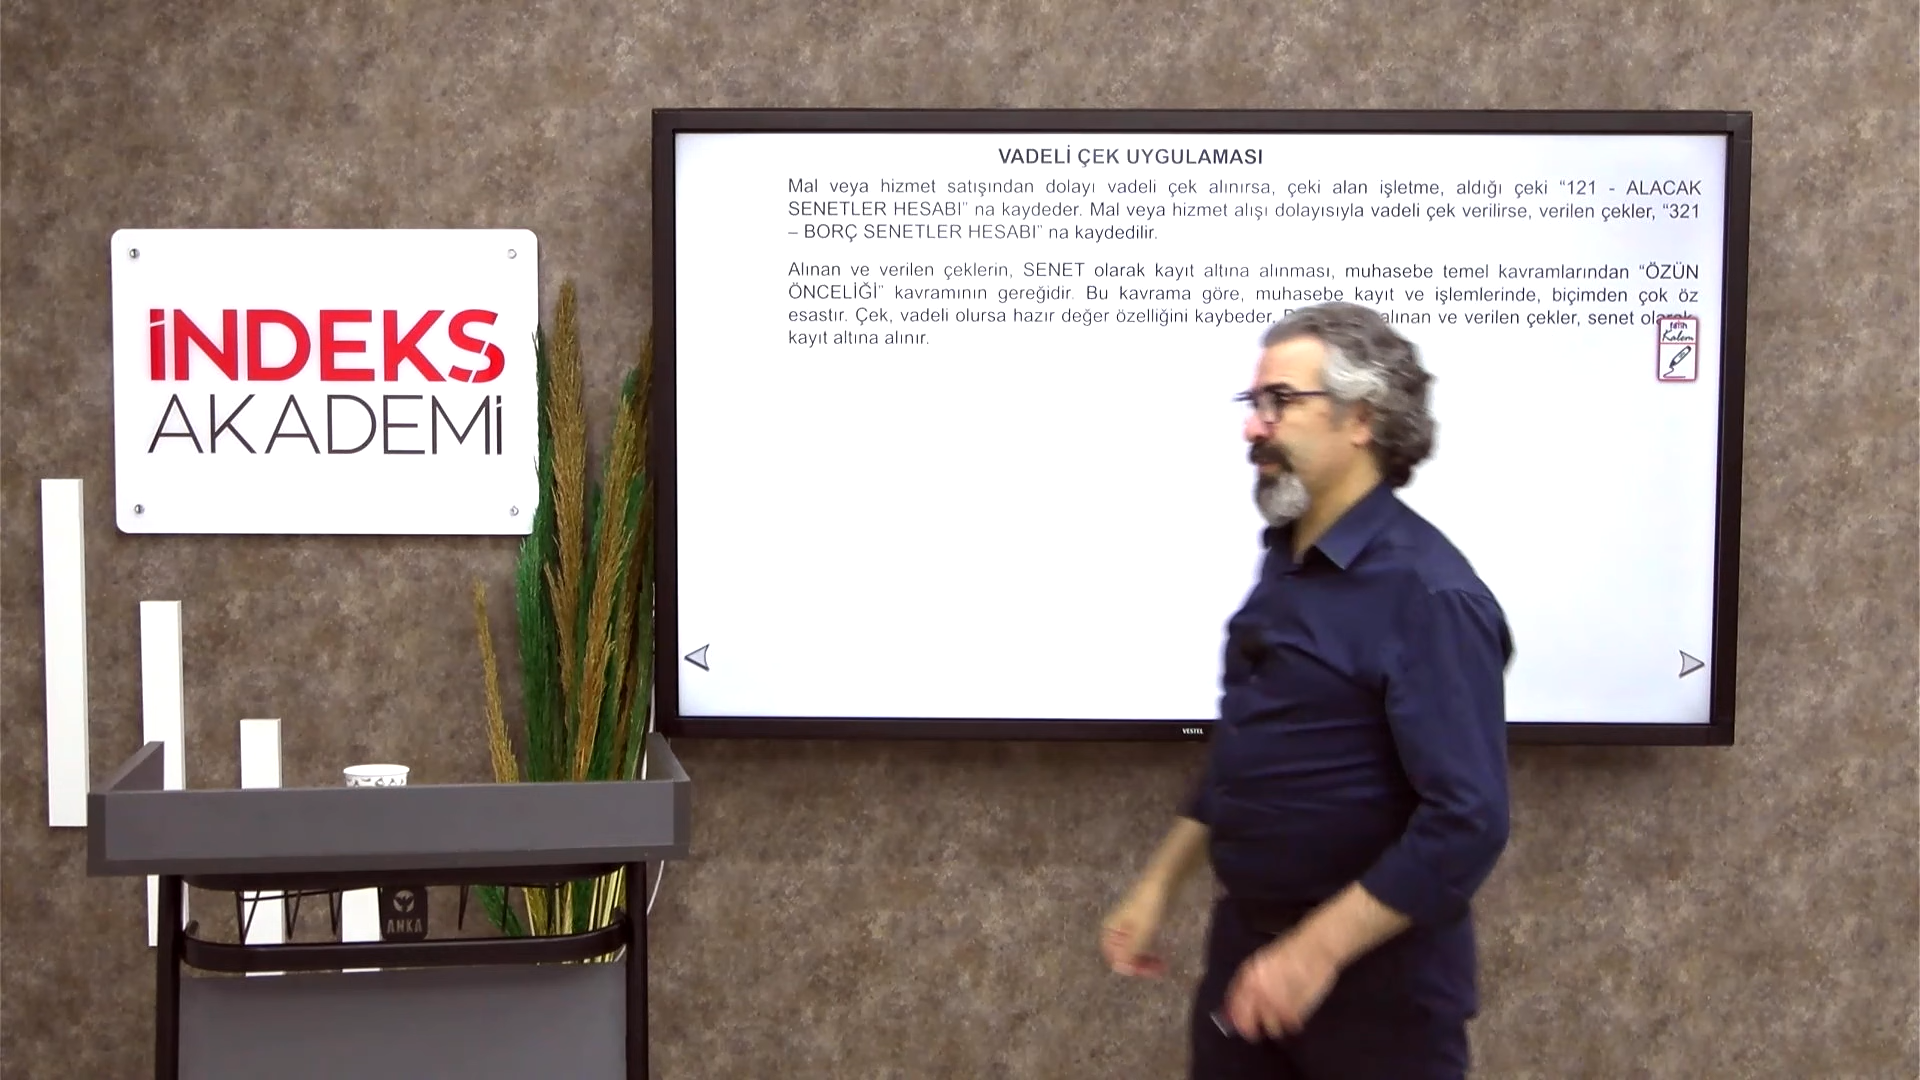 İNDEKS
AKADEMİ
VADELİ ÇEK UYGULAMASI
Mal veya hizmet satışından dolayı vadeli çek alınırsa, çeki alan işletme, aldığı çeki “121 - ALACAK
SENETLER HESABI” na kaydeder. Mal veya hizmet alışı dolayısıyla vadeli çek verilirse, verilen çekler, “321
– BORÇ SENETLER HESABI” na kaydedilir.
Alınan ve verilen çeklerin, SENET olarak kayıt altına alınması, muhasebe temel kavramlarından “ÖZÜN
ÖNCELİĞİ” kavramının gereğidir. Bu kavrama göre, muhasebe kayıt ve işlemlerinde, biçimden çok öz
esastır. Çek, vadeli olursa hazır değer özelliğini kaybeder. alınan ve verilen çekler, senet olarak
kayıt altına alınır.
Fatih
Kalem
VESTEL
ANKA